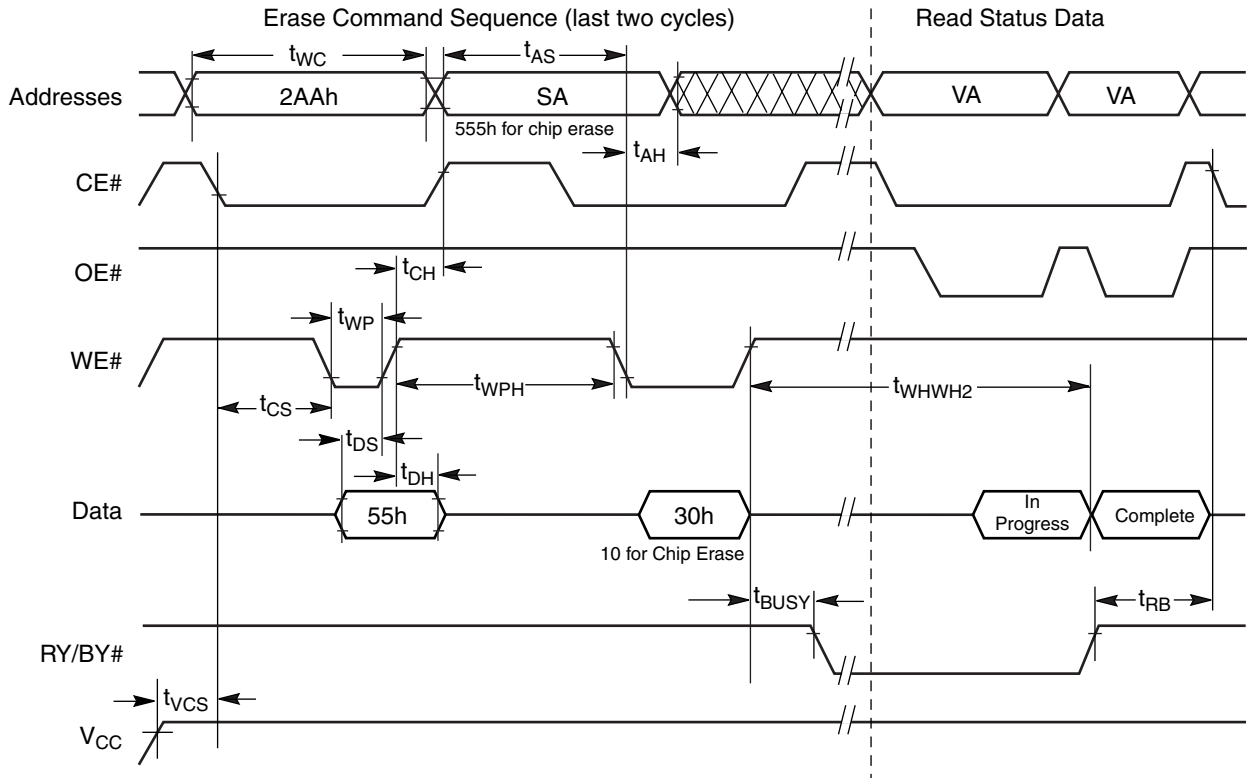 Erase Command Sequence (last two cycles)
Read Status Data
tWC
tAS
Addresses
2AAh
SA
VA
VA
555h for chip erase
tAH
CE#
OE#
tCH
tWP
WE#
tWPH
tWHWH2
tCS
tDS
tDH
Data
55h
30h
In
Progress
Complete
10 for Chip Erase
tBUSY
tRB
RY/BY#
tVCS
VCC